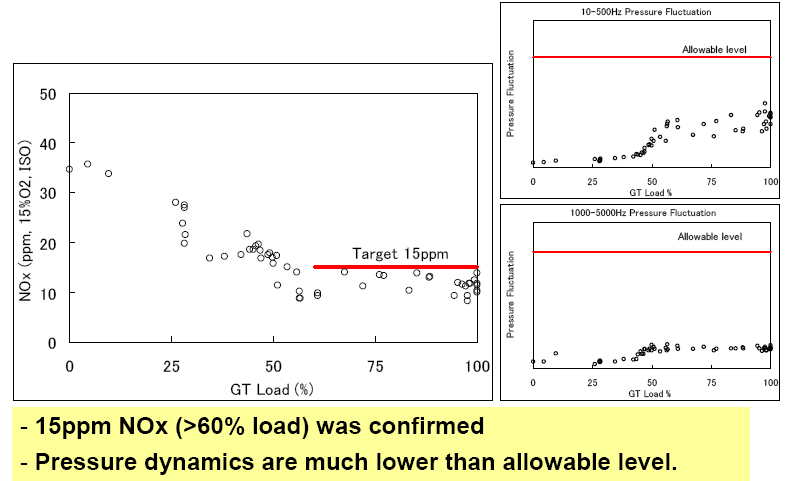 50
40
30
20
10
0
NOx (ppm, 15%O2, ISO)
Target 15ppm
0 25 50 75 100
GT Load (%)
10-500Hz Pressure Fluctuation
Allowable level
Pressure Fluctuation
0 25 50 75 100
GT Load %
1000-5000Hz Pressure Fluctuation
Allowable level
Pressure Fluctuation
0 25 50 75 100
GT Load %
- 15ppm NOx (>60% load) was confirmed
- Pressure dynamics are much lower than allowable level.